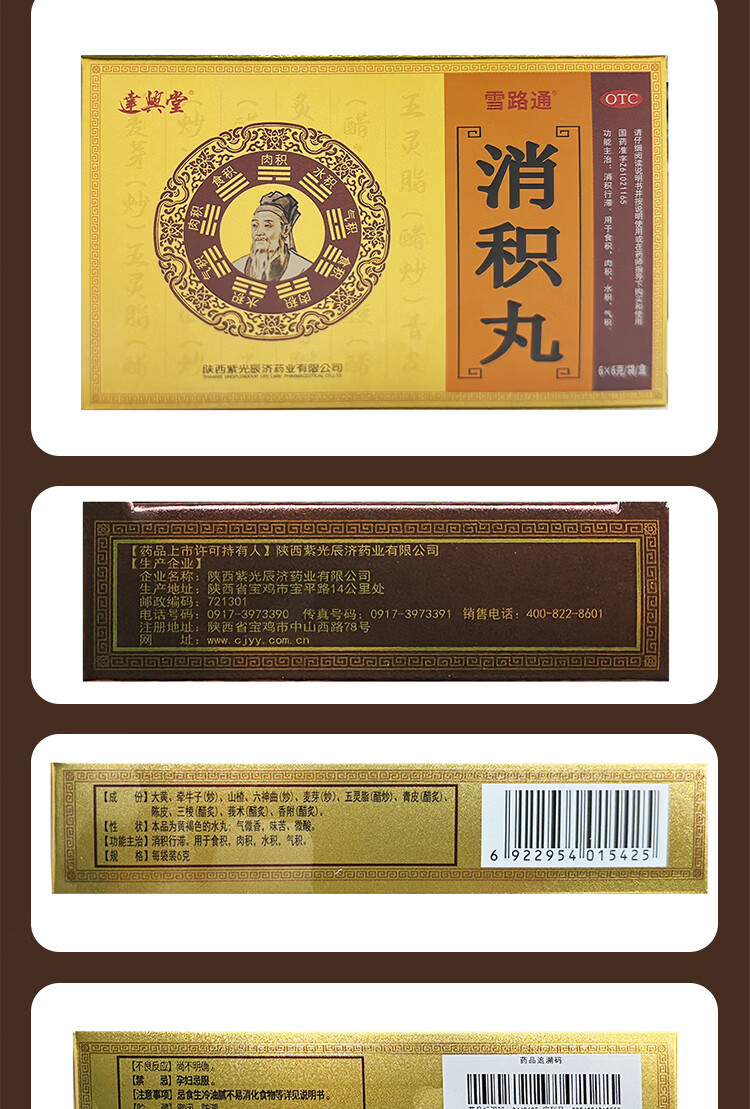 達興堂®
雪路通®
OTC
消积丸
请仔细阅读说明书并按说明使用或在药师指导下购买和使用
国药准字Z61021165
功能主治：消积行滞。用于食积、肉积、水积、气积。
6×6克/袋/盒
肉积
水积
气积
食积
肉积
水积
气积
肉积
食积
五灵脂（醋炒）
陕西紫光辰济药业有限公司
【药品上市许可持有人】陕西紫光辰济药业有限公司
【生产企业】
企业名称：陕西紫光辰济药业有限公司
生产地址：陕西省宝鸡市宝平路14公里处
邮政编码：721301
电话号码：0917-3973390 传真号码：0917-3973391 销售电话：400-822-8601
注册地址：陕西省宝鸡市中山西路78号
网 址：www.cjyy.com.cn
【成 份】大黄、牵牛子(炒)、山楂、六神曲(炒)、麦芽(炒)、五灵脂(醋炒)、青皮(醋炙)、
陈皮、三棱(醋炙)、莪术(醋炙)、香附(醋炙)。
【性 状】本品为黄褐色的水丸；气微香，味苦、微酸。
【功能主治】消积行滞。用于食积，肉积，水积，气积。
【规 格】每袋装6克
6 922954 015425
【不良反应】尚不明确。
【禁 忌】孕妇忌服。
【注意事项】忌食生冷油腻不易消化食物等详见说明书。
药品追溯码